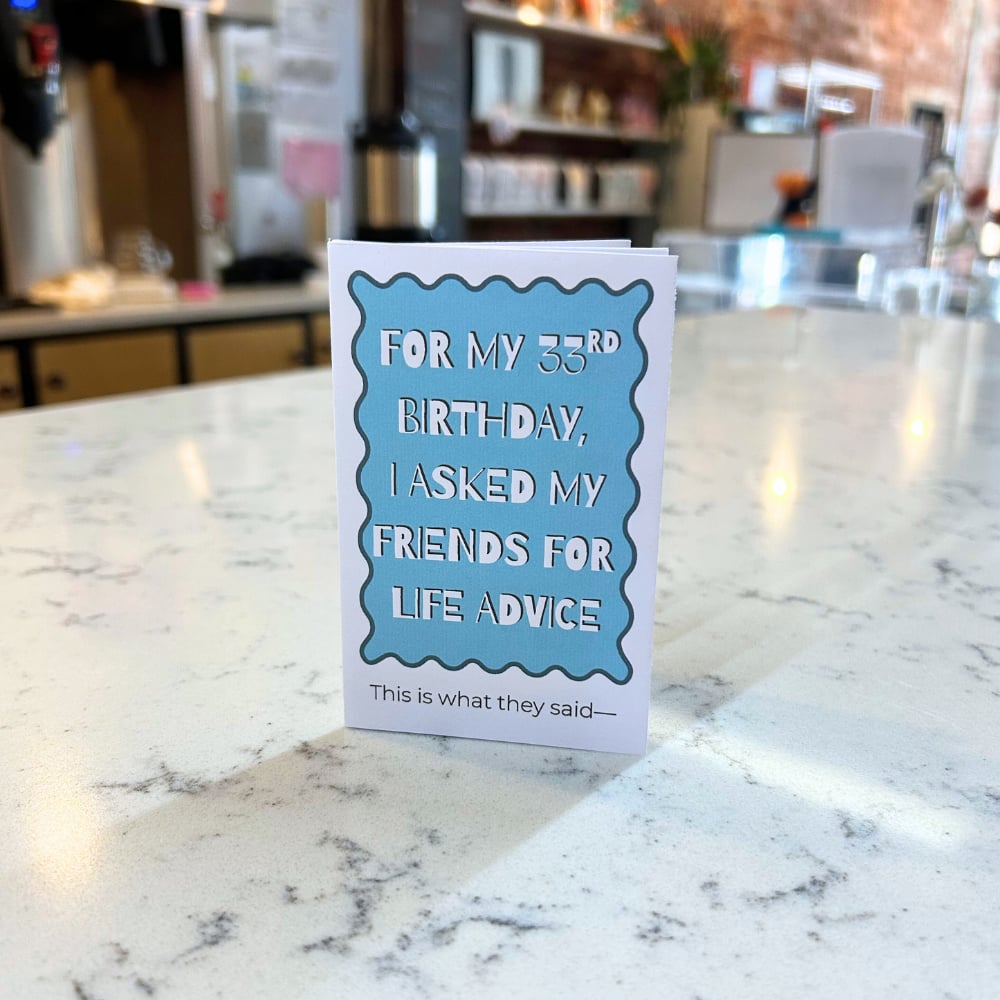 FOR MY 33RD
BIRTHDAY,
I ASKED MY
FRIENDS FOR
LIFE ADVICE
This is what they said—